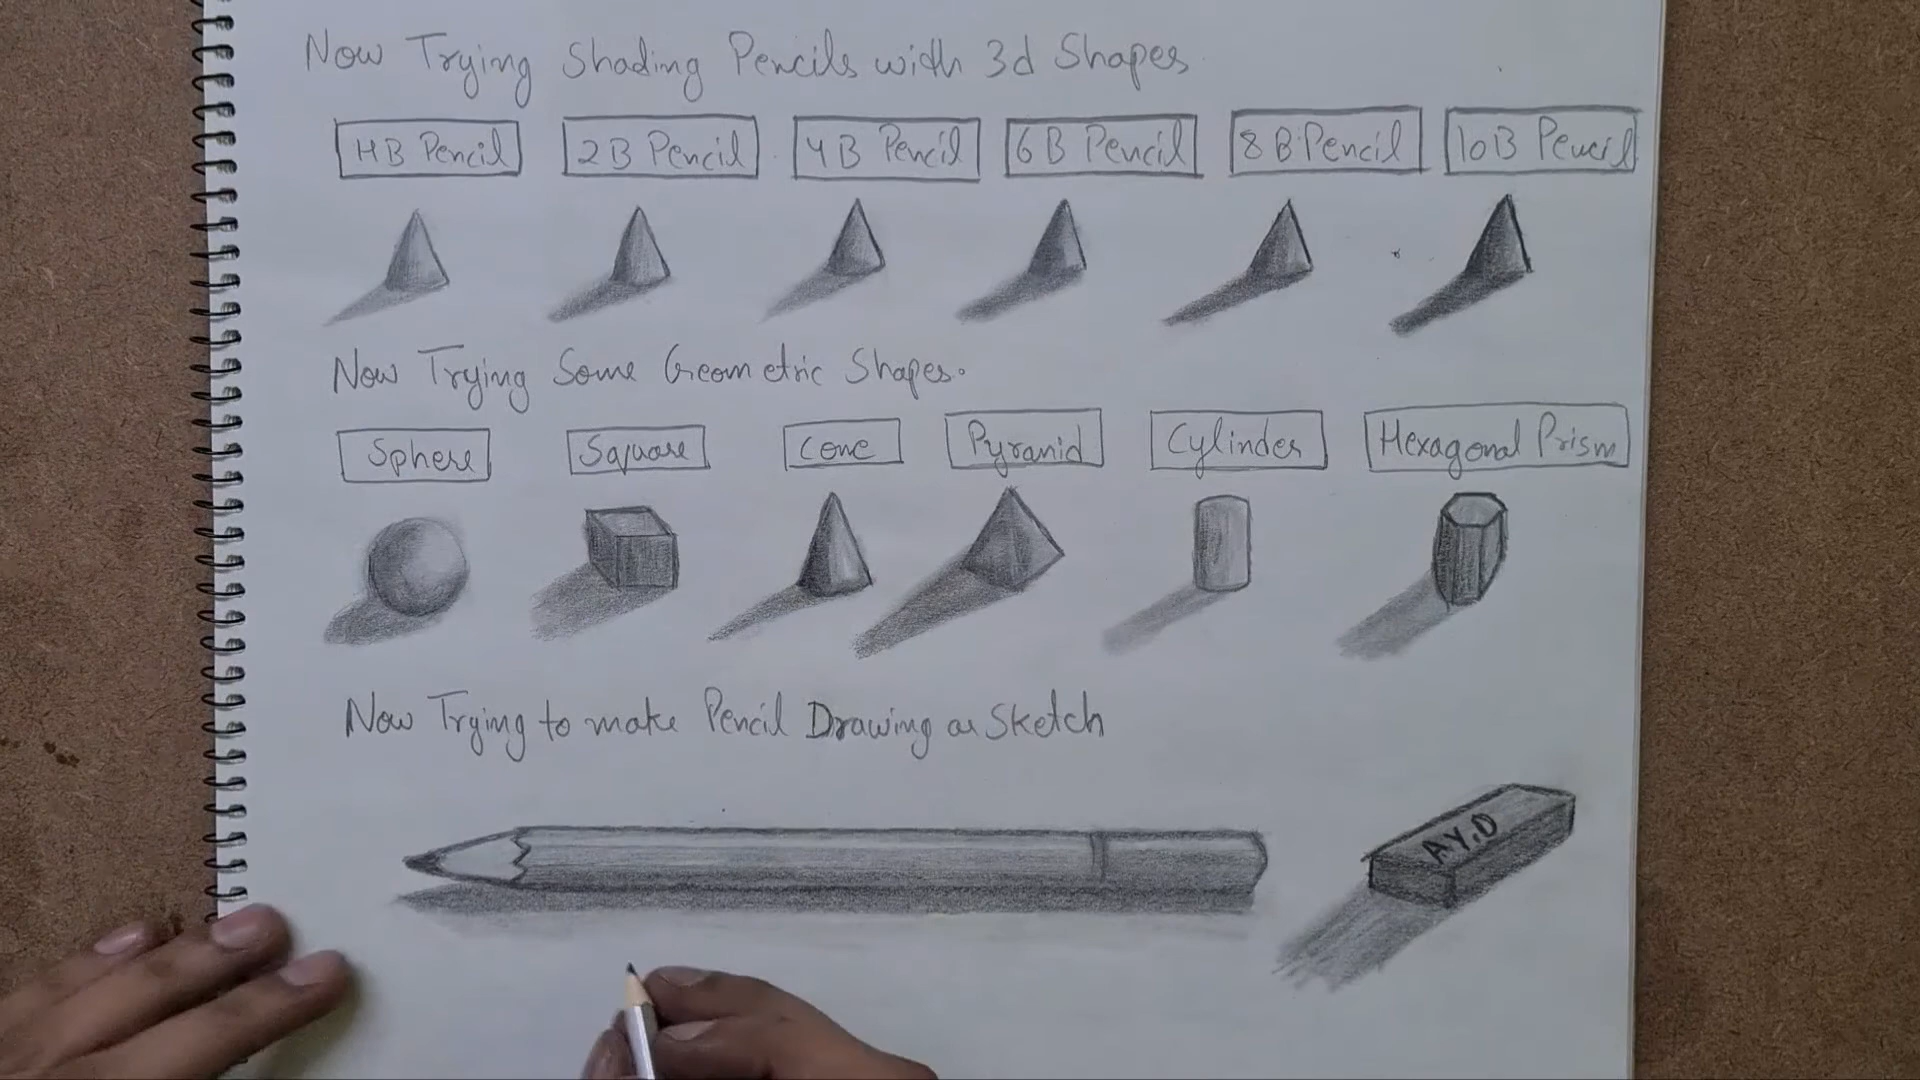 Now Trying Shading Pencils with 3d Shapes
HB Pencil 2B Pencil 4B Pencil 6B Pencil 8B Pencil 10B Pencil
Now Trying Some Geometric Shapes.
Sphere Square Cone Pyramid Cylinder Hexagonal Prism
Now Trying to make Pencil Drawing as Sketch
A Y.D